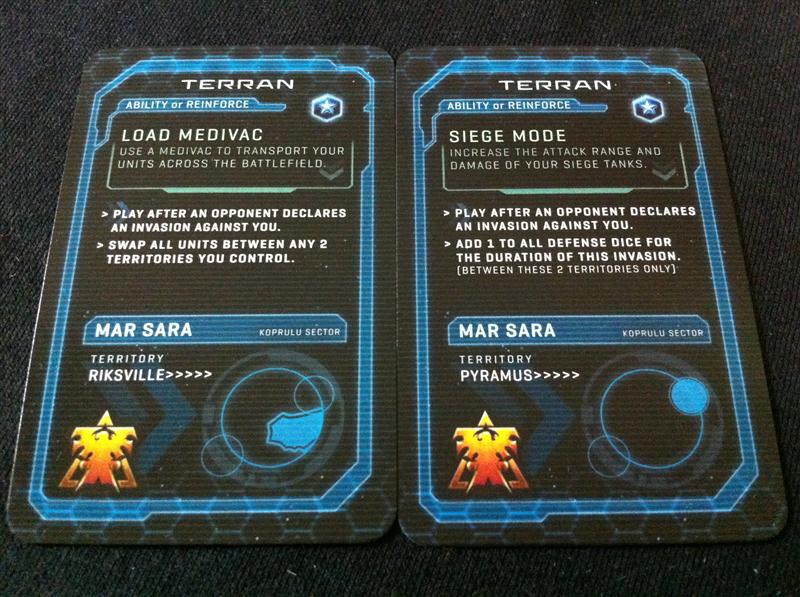 TERRAN
ABILITY or REINFORCE
LOAD MEDIVAC
USE A MEDIVAC TO TRANSPORT YOUR
UNITS ACROSS THE BATTLEFIELD.
> PLAY AFTER AN OPPONENT DECLARES
AN INVASION AGAINST YOU.
> SWAP ALL UNITS BETWEEN ANY 2
TERRITORIES YOU CONTROL.
MAR SARA
KOPRULU SECTOR
TERRITORY
RIKSVILLE>>>>>
TERRAN
ABILITY or REINFORCE
SIEGE MODE
INCREASE THE ATTACK RANGE AND
DAMAGE OF YOUR SIEGE TANKS.
> PLAY AFTER AN OPPONENT DECLARES
AN INVASION AGAINST YOU.
> ADD 1 TO ALL DEFENSE DICE FOR
THE DURATION OF THIS INVASION.
(BETWEEN THESE 2 TERRITORIES ONLY)
MAR SARA
KOPRULU SECTOR
TERRITORY
PYRAMUS>>>>>